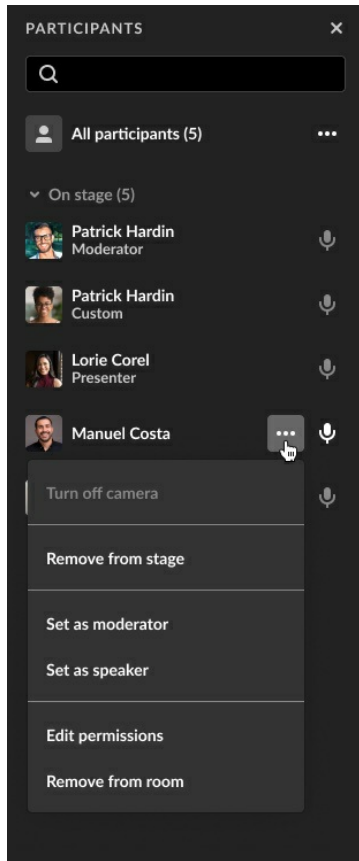 PARTICIPANTS
All participants (5)
On stage (5)
Patrick Hardin
Moderator
Patrick Hardin
Custom
Lorie Corel
Presenter
Manuel Costa
Turn off camera
Remove from stage
Set as moderator
Set as speaker
Edit permissions
Remove from room